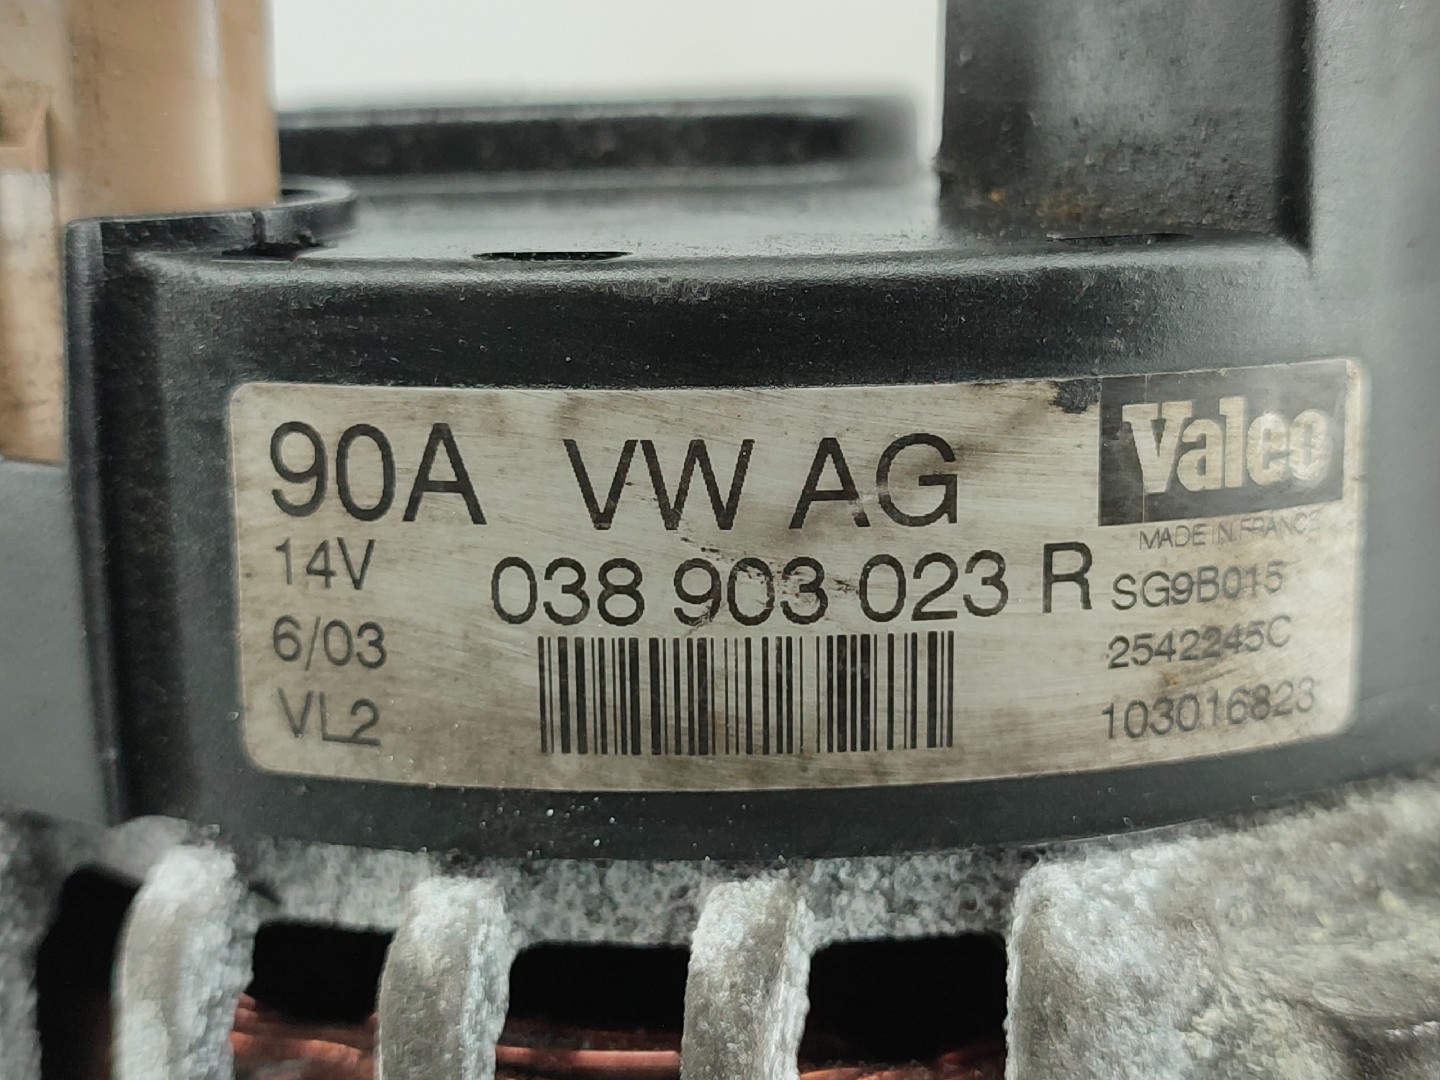 90A VW AG Valeo
MADE IN FRANCE
14V 038 903 023 R SG9B015
6/03 2542245C
VL2 103016823